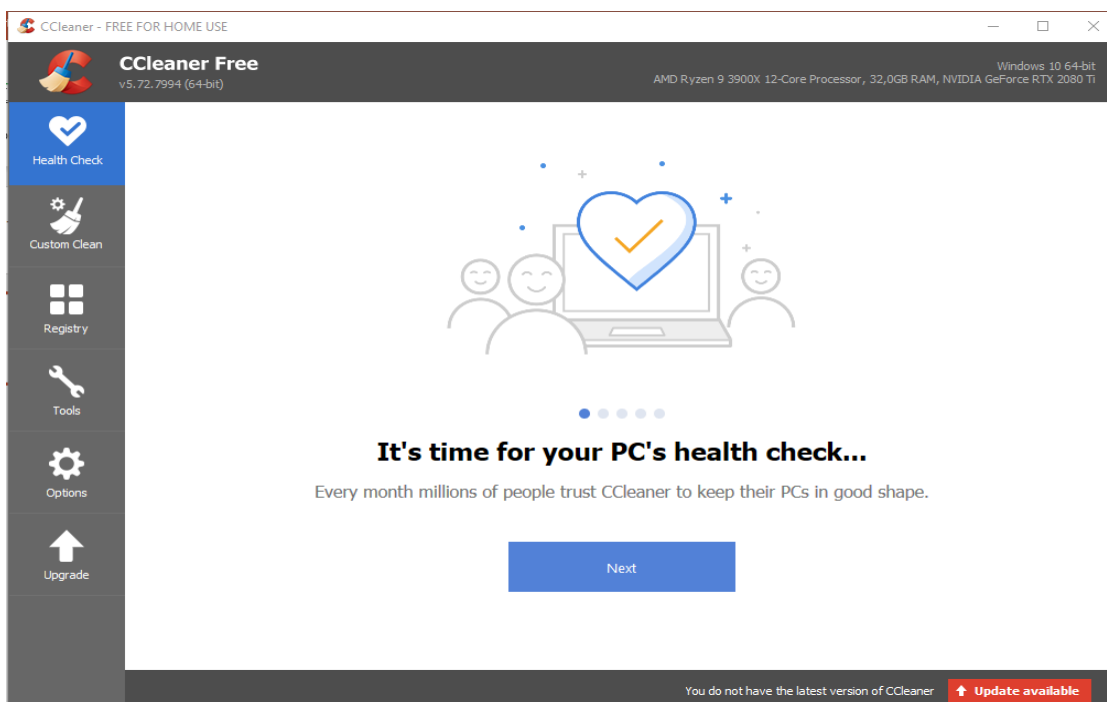 CCleaner - FREE FOR HOME USE
CCleaner Free
v5.72.7994 (64-bit)
Windows 10 64-bit
AMD Ryzen 9 3900X 12-Core Processor, 32,0GB RAM, NVIDIA GeForce RTX 2080 Ti
Health Check
Custom Clean
Registry
Tools
Options
Upgrade
It's time for your PC's health check...
Every month millions of people trust CCleaner to keep their PCs in good shape.
Next
You do not have the latest version of CCleaner
Update available